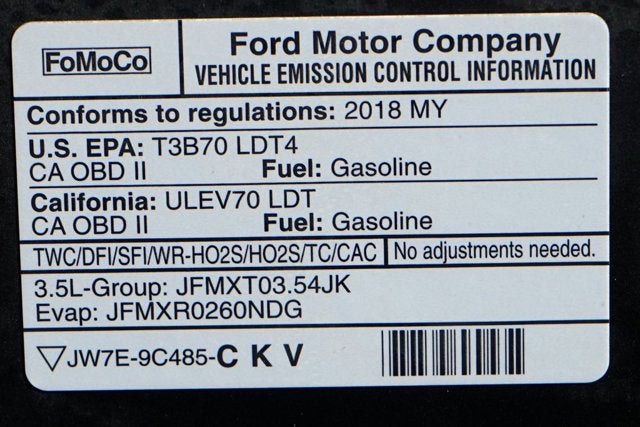 FoMoCo
Ford Motor Company
VEHICLE EMISSION CONTROL INFORMATION
Conforms to regulations: 2018 MY
U.S. EPA: T3B70 LDT4
CA OBD II Fuel: Gasoline
California: ULEV70 LDT
CA OBD II Fuel: Gasoline
TWC/DFI/SFI/WR-HO2S/HO2S/TC/CAC No adjustments needed.
3.5L-Group: JFMXT03.54JK
Evap: JFMXR0260NDG
▽JW7E-9C485-C K V